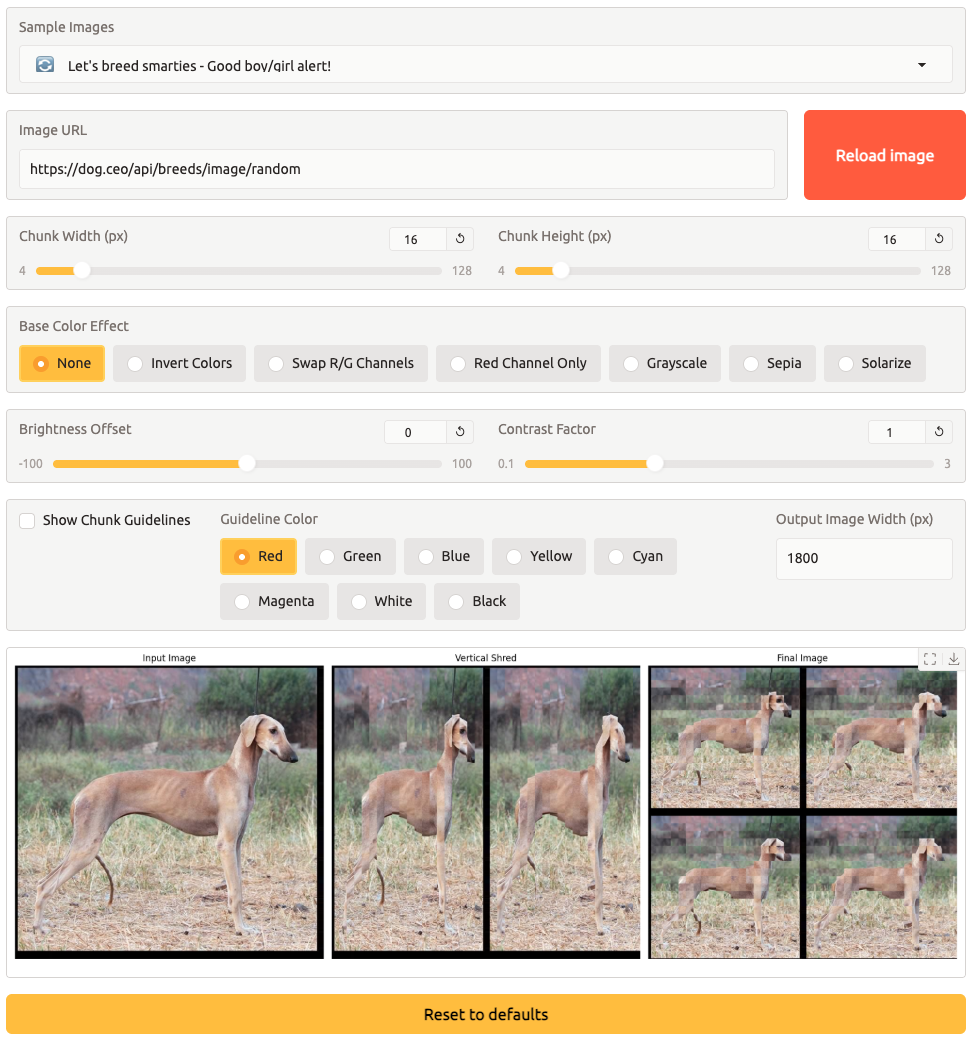 Sample Images
Let's breed smarties - Good boy/girl alert!
Image URL
https://dog.ceo/api/breeds/image/random
Reload image
Chunk Width (px)
16
4
128
Chunk Height (px)
16
4
128
Base Color Effect
None
Invert Colors
Swap R/G Channels
Red Channel Only
Grayscale
Sepia
Solarize
Brightness Offset
0
-100
100
Contrast Factor
1
0.1
3
Show Chunk Guidelines
Guideline Color
Red
Green
Blue
Yellow
Cyan
Magenta
White
Black
Output Image Width (px)
1800
Input Image
Vertical Shred
Final Image
Reset to defaults